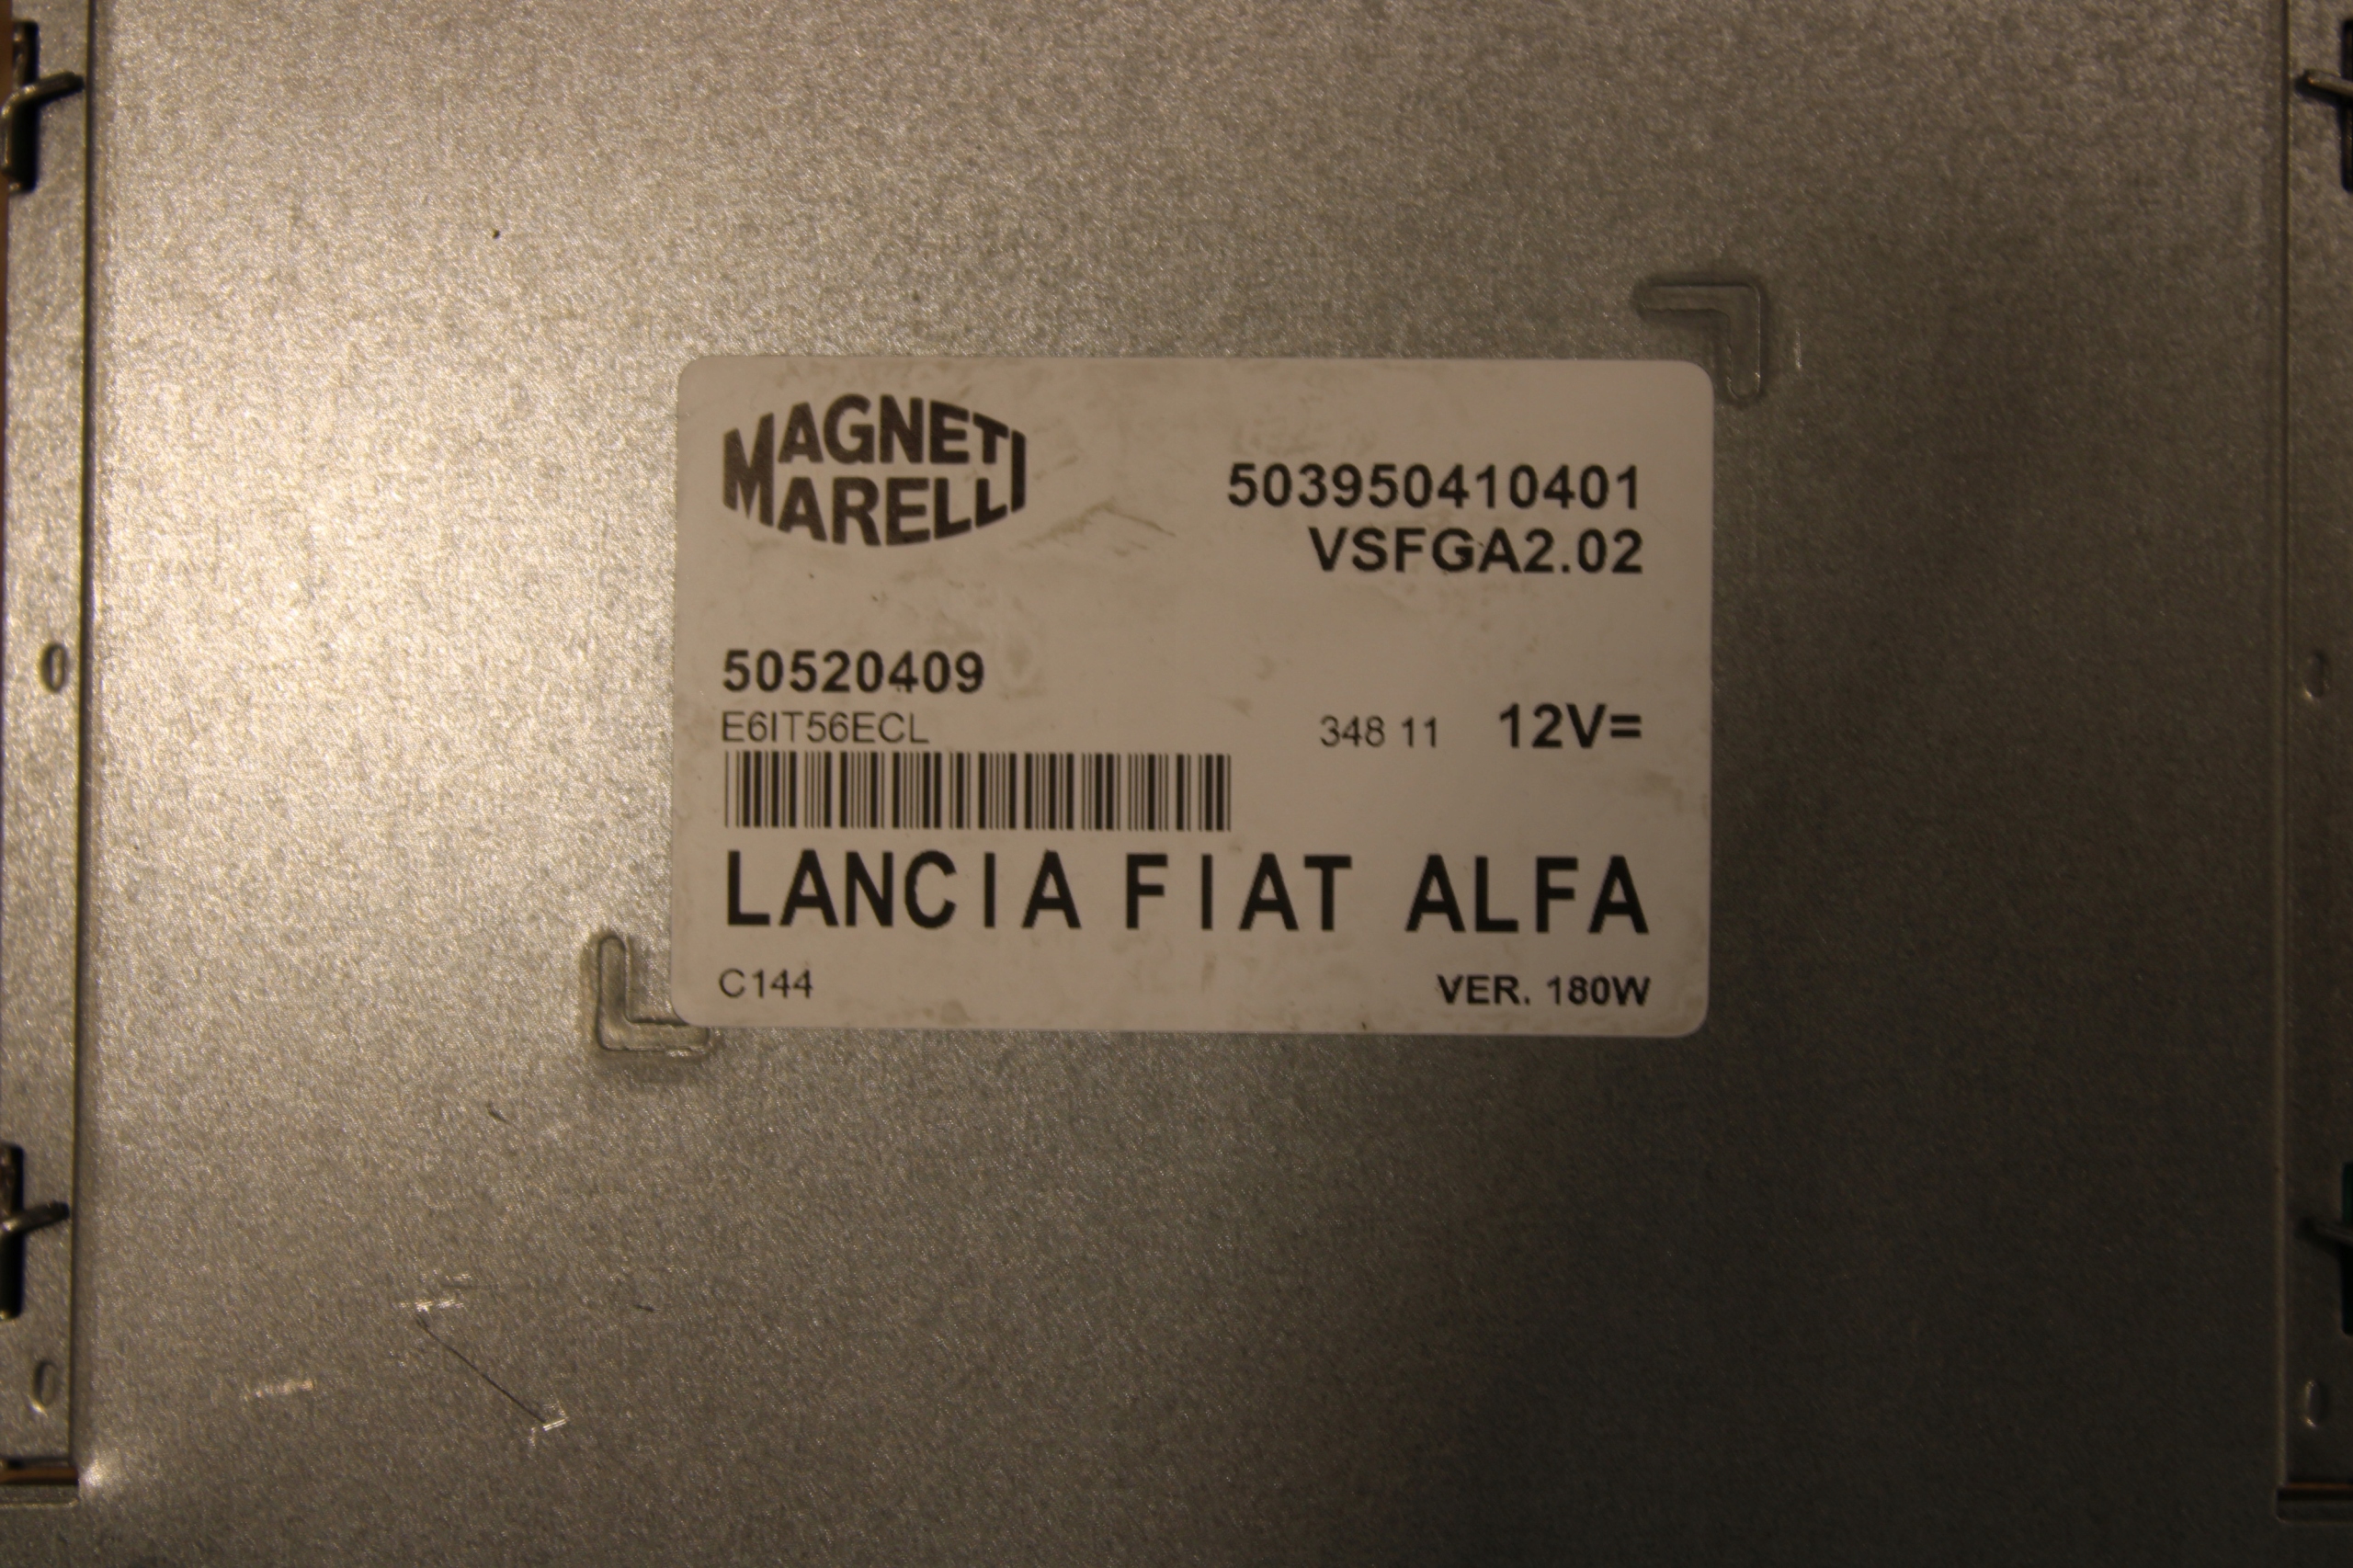 MAGNETI
MARELLI
503950410401
VSFGA2.02
50520409
E6IT56ECL
348 11 12V=
LANCIA FIAT ALFA
C144
VER. 180W